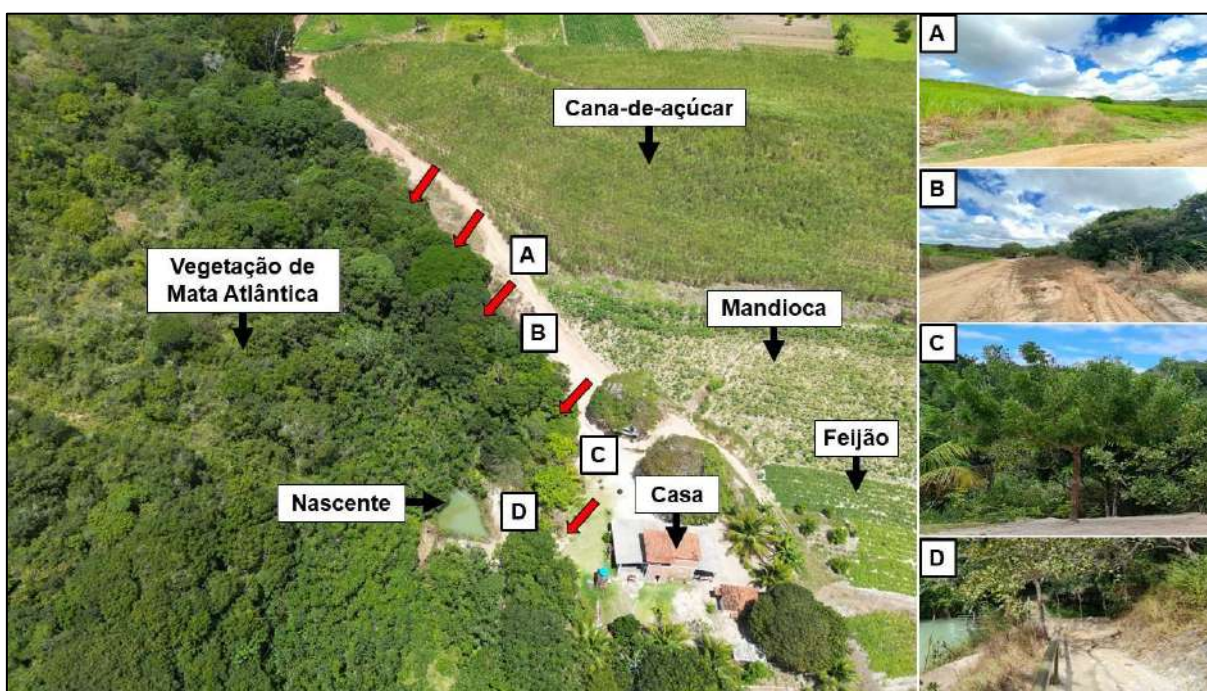 Cana-de-açúcar
Vegetação de
Mata Atlântica
A
B
Mandioca
Feijão
C
Casa
Nascente
D
A
B
C
D